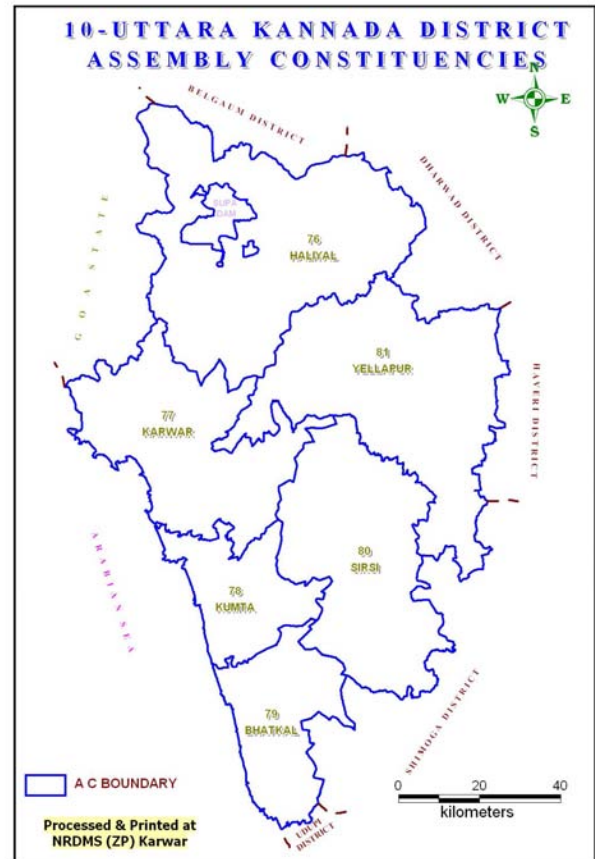 10-UTTARA KANNADA DISTRICT
ASSEMBLY CONSTITUENCIES
N
W E
S
BELGAUM DISTRICT
DHARWAD DISTRICT
SUPA
DAM
76
HALIYAL
GOA STATE
81
YELLAPUR
HAVERI DISTRICT
77
KARWAR
ARABIAN SEA
80
SIRSI
78
KUMTA
79
BHATKAL
SHIMOGA DISTRICT
A C BOUNDARY
0 20 40
kilometers
Processed & Printed at
NRDMS (ZP) Karwar
UDUPI
DISTRICT